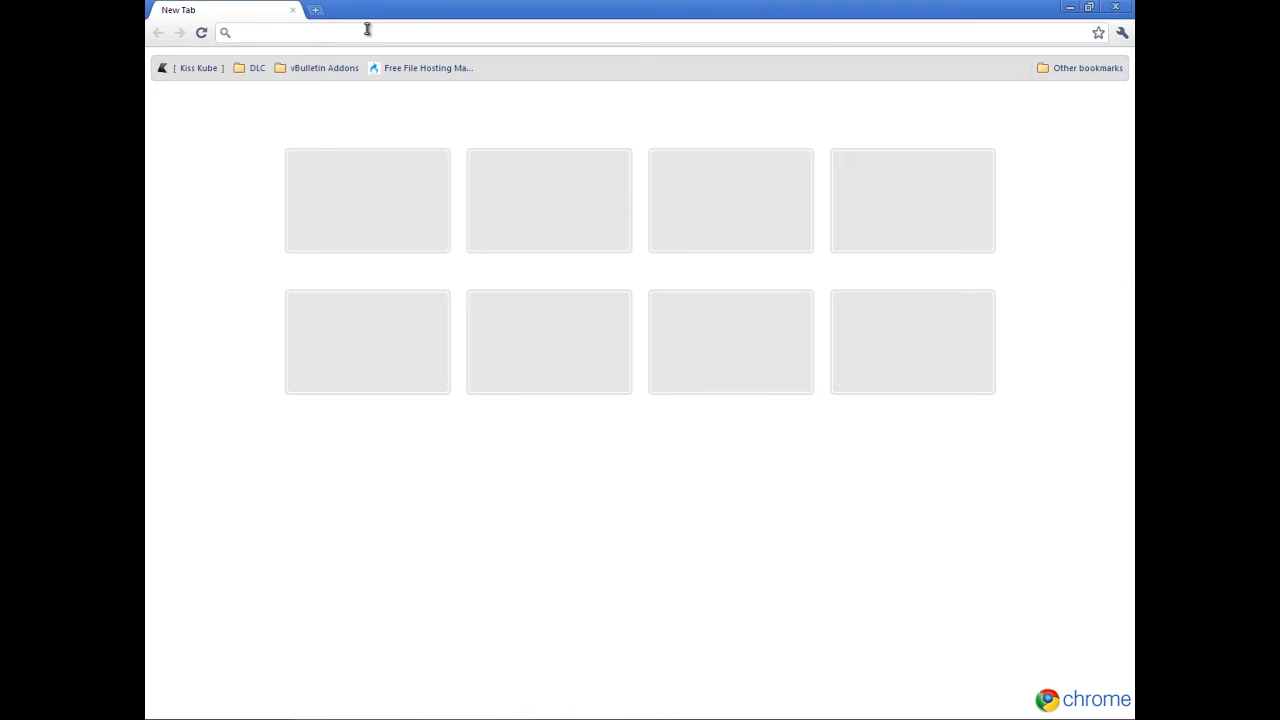 New Tab
[ Kiss Kube ] DLC vBulletin Addons Free File Hosting Ma... Other bookmarks
chrome